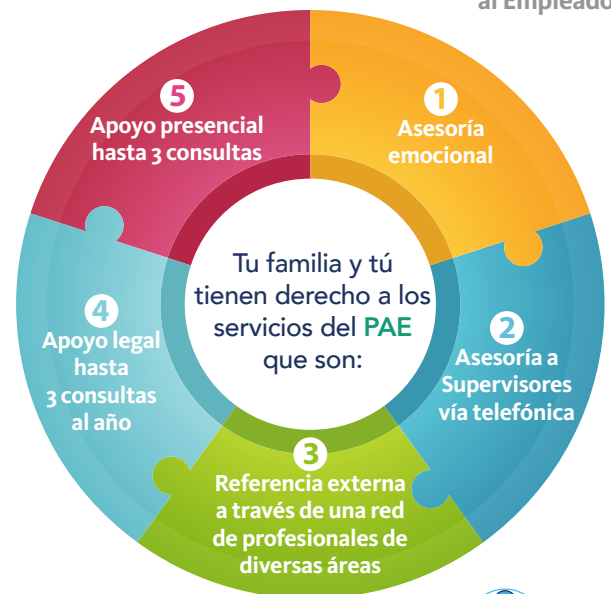 al Empleado
Tu familia y tú
tienen derecho a los
servicios del PAE
que son:
1
Asesoría
emocional
2
Asesoría a
Supervisores
vía telefónica
3
Referencia externa
a través de una red
de profesionales de
diversas áreas
4
Apoyo legal
hasta
3 consultas
al año
5
Apoyo presencial
hasta 3 consultas